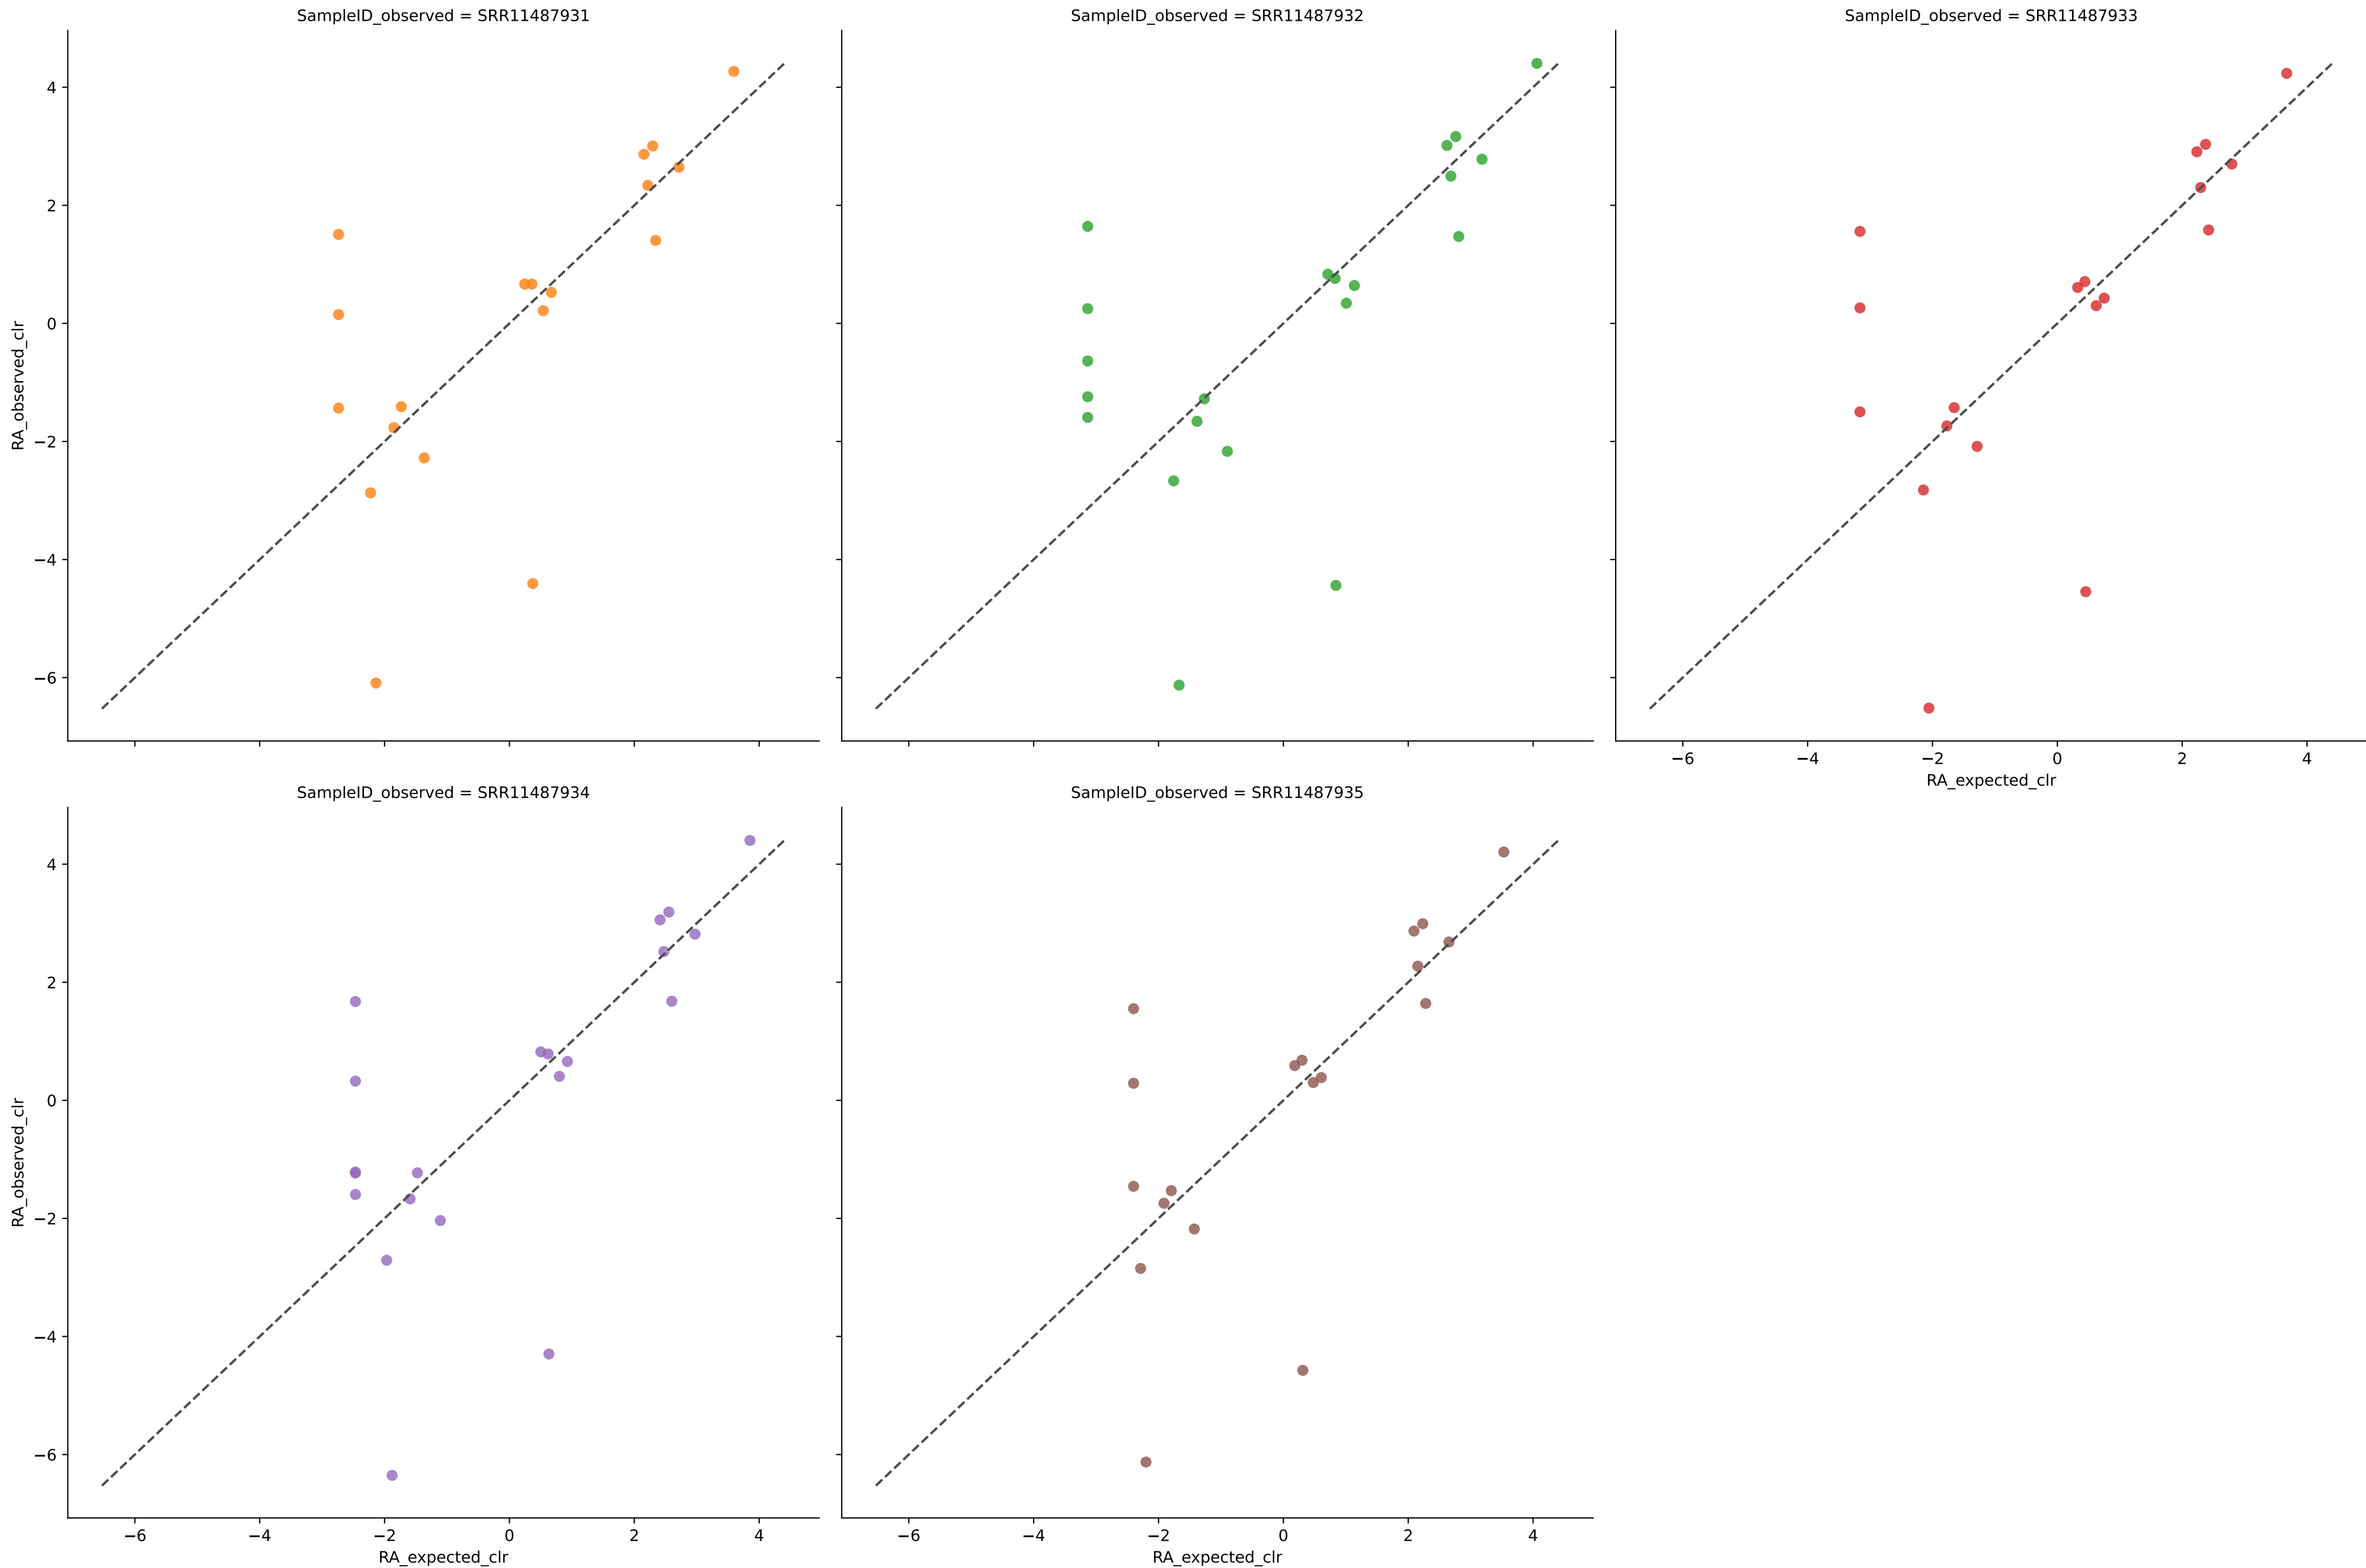 SampleID_observed = SRR11487931
SampleID_observed = SRR11487932
SampleID_observed = SRR11487933
RA_observed_clr
4
2
0
−2
−4
−6
−6 −4 −2 0 2 4
RA_expected_clr
SampleID_observed = SRR11487934
SampleID_observed = SRR11487935
RA_observed_clr
4
2
0
−2
−4
−6
−6 −4 −2 0 2 4
RA_expected_clr
−6 −4 −2 0 2 4
RA_expected_clr